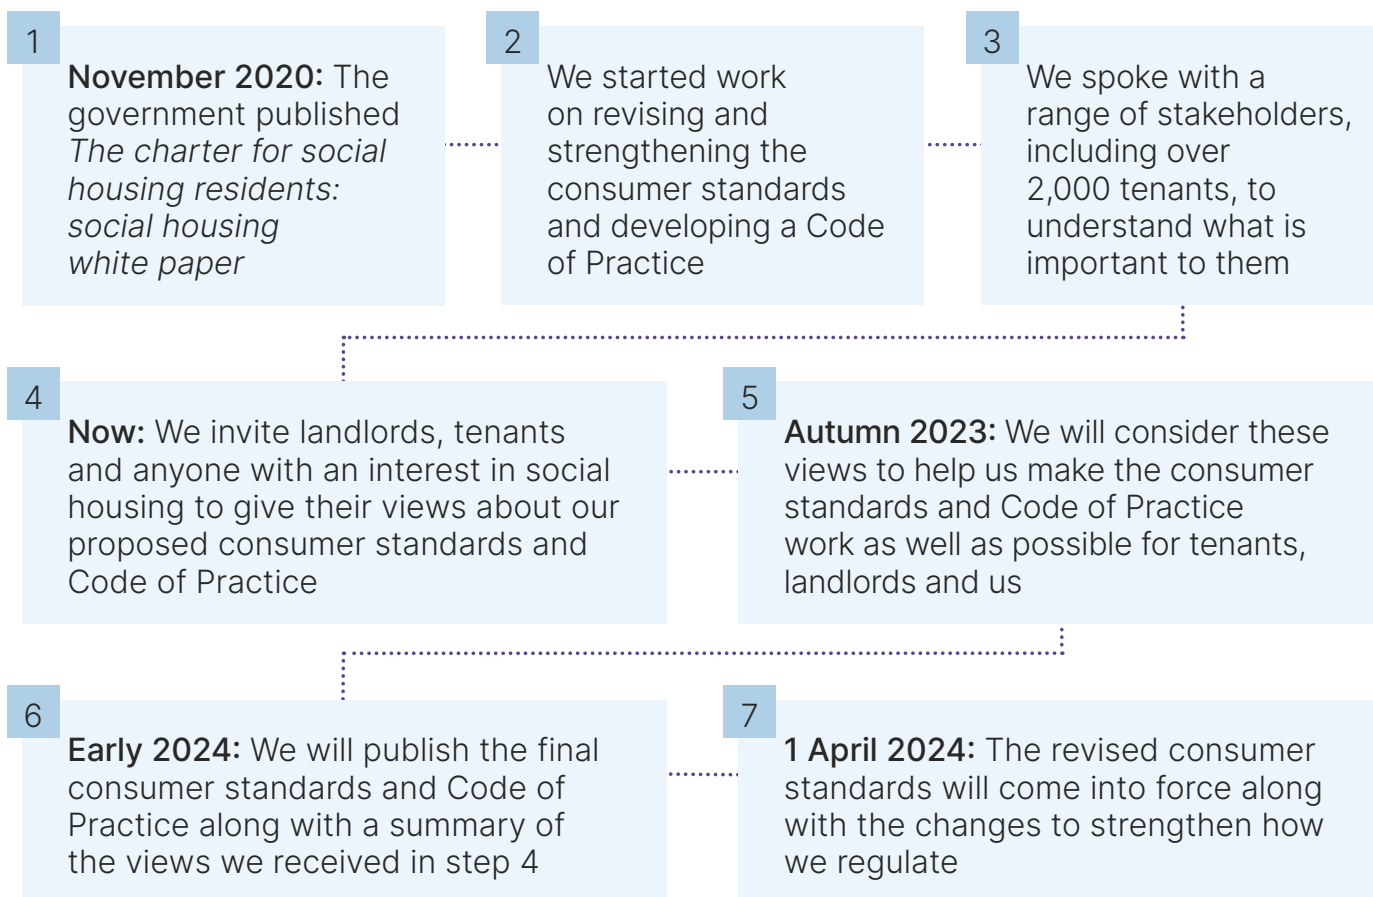 1
November 2020: The
government published
The charter for social
housing residents:
social housing
white paper
2
We started work
on revising and
strengthening the
consumer standards
and developing a Code
of Practice
3
We spoke with a
range of stakeholders,
including over
2,000 tenants, to
understand what is
important to them
4
Now: We invite landlords, tenants
and anyone with an interest in social
housing to give their views about our
proposed consumer standards and
Code of Practice
5
Autumn 2023: We will consider these
views to help us make the consumer
standards and Code of Practice
work as well as possible for tenants,
landlords and us
6
Early 2024: We will publish the final
consumer standards and Code of
Practice along with a summary of
the views we received in step 4
7
1 April 2024: The revised consumer
standards will come into force along
with the changes to strengthen how
we regulate